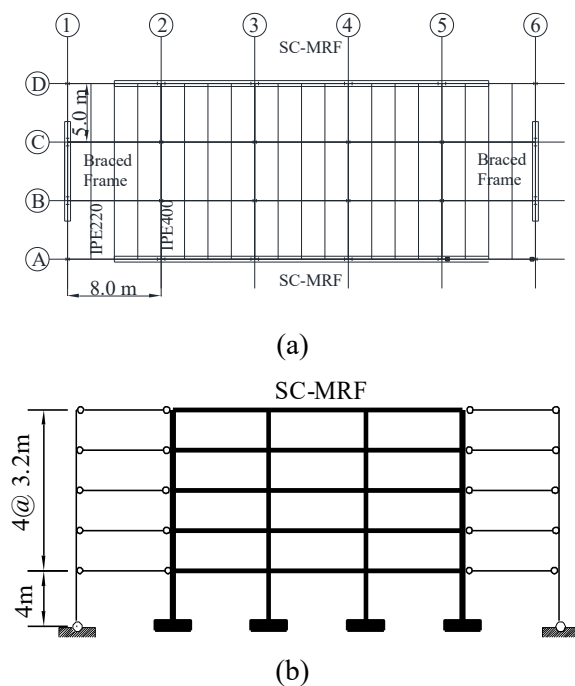 1 2 3 4 5 6
SC-MRF
D
5.0 m
C
Braced
Frame
Braced
Frame
B
IPE220
IPE400
A
SC-MRF
8.0 m
(a)
SC-MRF
4@ 3.2m
4m
(b)